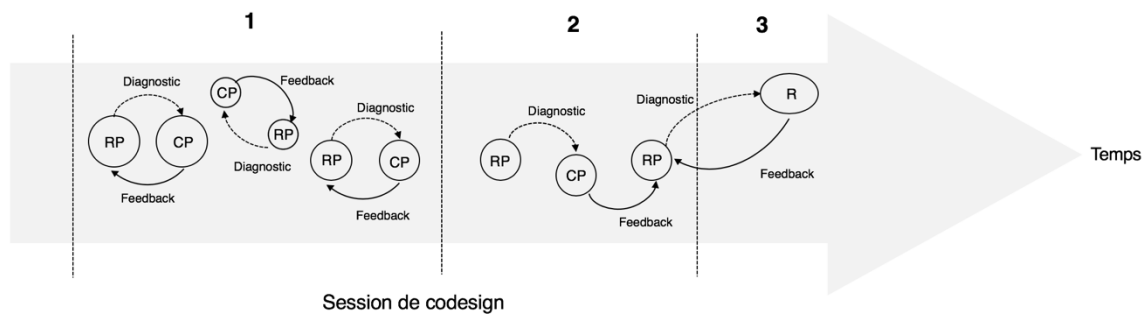 1
2
3
Diagnostic
RP
CP
Feedback
CP
Feedback
RP
Diagnostic
Diagnostic
RP
CP
Feedback
Diagnostic
RP
CP
RP
Feedback
Diagnostic
R
Feedback
Temps
Session de codesign